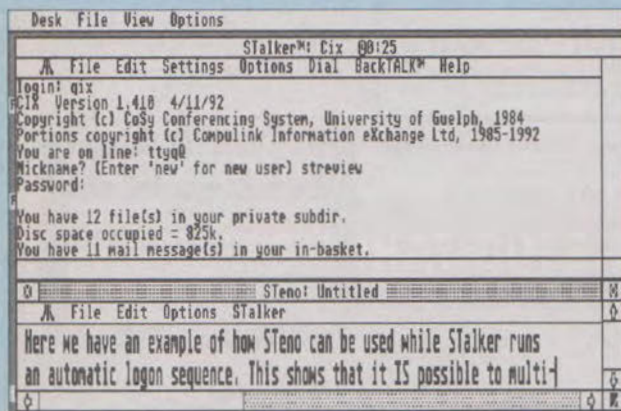 Desk File View Options
STalker™: Cix @0:25
File Edit Settings Options Dial BackTALK™ Help
login: qix
CIX Version 1.410 4/11/92
Copyright (c) CoSy Conferencing System, University of Guelph, 1984
Portions copyright (c) Compulink Information eXchange Ltd, 1985-1992
You are on line: ttyq0
Nickname? (Enter 'new' for new user) streview
Password:
You have 12 file(s) in your private subdir.
Disc space occupied = 825k.
You have 11 mail message(s) in your in-basket.
STeno: Untitled
File Edit Options STalker
Here we have an example of how STeno can be used while STalker runs
an automatic logon sequence. This shows that it IS possible to multi-